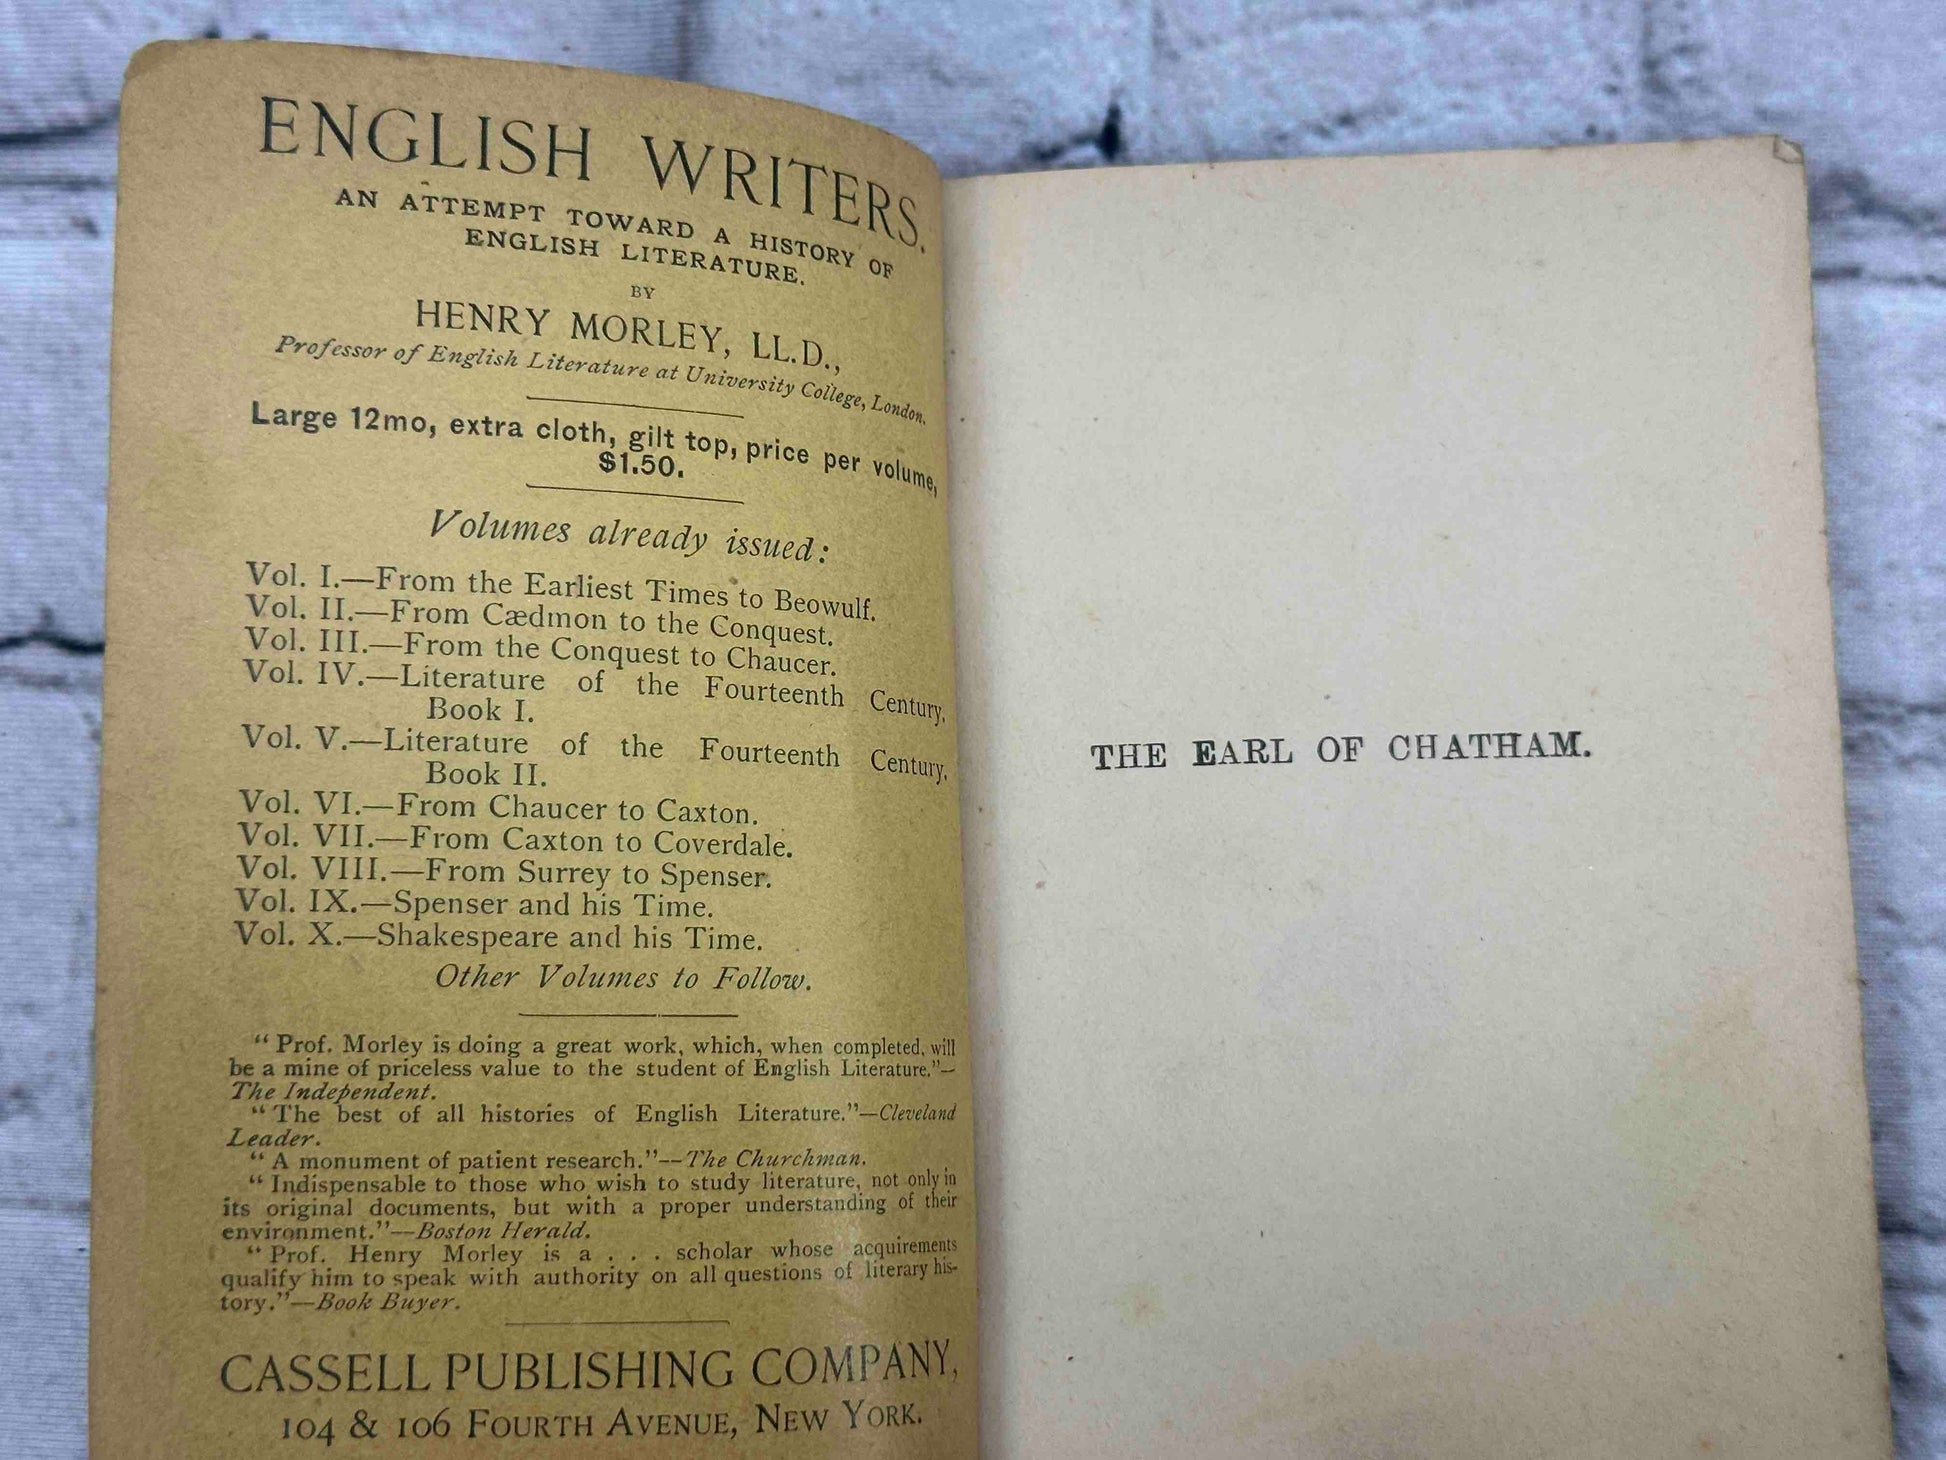 ENGLISH WRITERS.
AN ATTEMPT TOWARD A HISTORY OF
ENGLISH LITERATURE.
BY
HENRY MORLEY, LL.D.,
Professor of English Literature at University College, London.
Large 12mo, extra cloth, gilt top, price per volume,
$1.50.
Volumes already issued:
Vol. I.—From the Earliest Times to Beowulf.
Vol. II.—From Cædmon to the Conquest.
Vol. III.—From the Conquest to Chaucer.
Vol. IV.—Literature of the Fourteenth Century,
Book I.
Vol. V.—Literature of the Fourteenth Century,
Book II.
Vol. VI.—From Chaucer to Caxton.
Vol. VII.—From Caxton to Coverdale.
Vol. VIII.—From Surrey to Spenser.
Vol. IX.—Spenser and his Time.
Vol. X.—Shakespeare and his Time.
Other Volumes to Follow.
“Prof. Morley is doing a great work, which, when completed, will
be a mine of priceless value to the student of English Literature.”—
The Independent.
“The best of all histories of English Literature.”—Cleveland
Leader.
“A monument of patient research.”—The Churchman.
“Indispensable to those who wish to study literature, not only in
its original documents, but with a proper understanding of their
environment.”—Boston Herald.
“Prof. Henry Morley is a . . . scholar whose acquirements
qualify him to speak with authority on all questions of literary his-
tory.”—Book Buyer.
CASSELL PUBLISHING COMPANY,
104 & 106 FOURTH AVENUE, NEW YORK.
THE EARL OF CHATHAM.